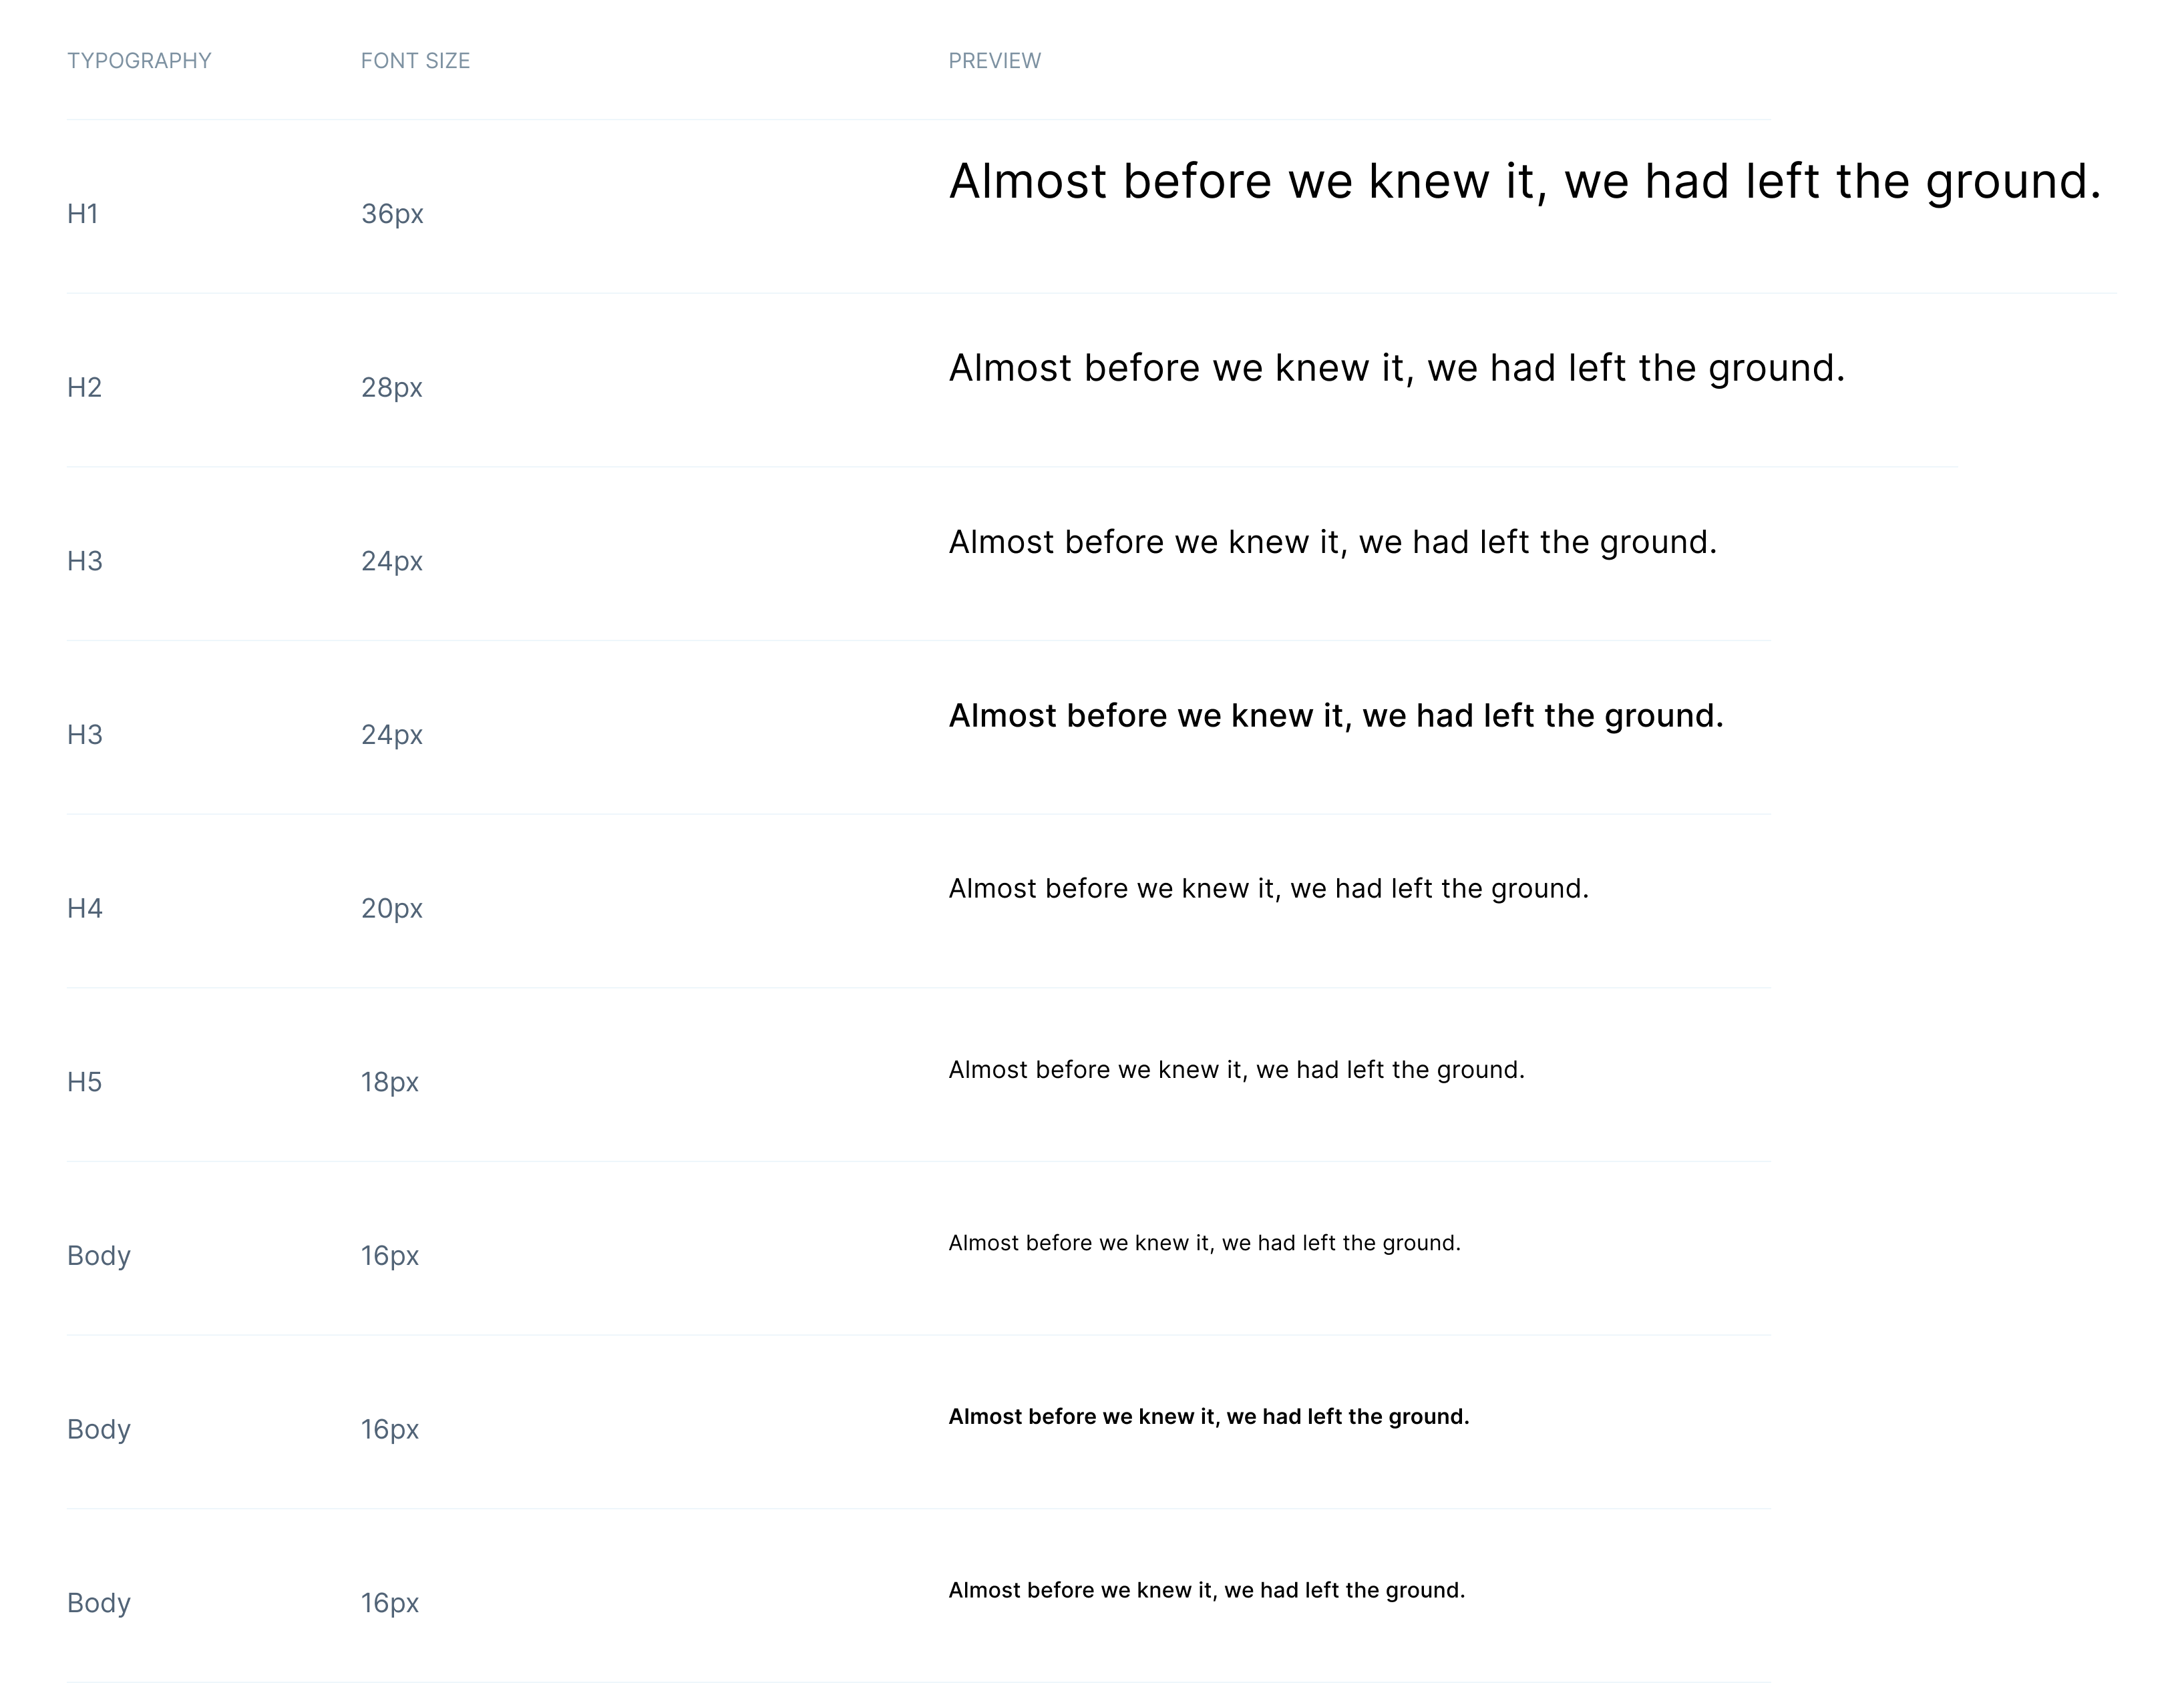 TYPOGRAPHY FONT SIZE PREVIEW
H1 36px Almost before we knew it, we had left the ground.
H2 28px Almost before we knew it, we had left the ground.
H3 24px Almost before we knew it, we had left the ground.
H3 24px Almost before we knew it, we had left the ground.
H4 20px Almost before we knew it, we had left the ground.
H5 18px Almost before we knew it, we had left the ground.
Body 16px Almost before we knew it, we had left the ground.
Body 16px Almost before we knew it, we had left the ground.
Body 16px Almost before we knew it, we had left the ground.